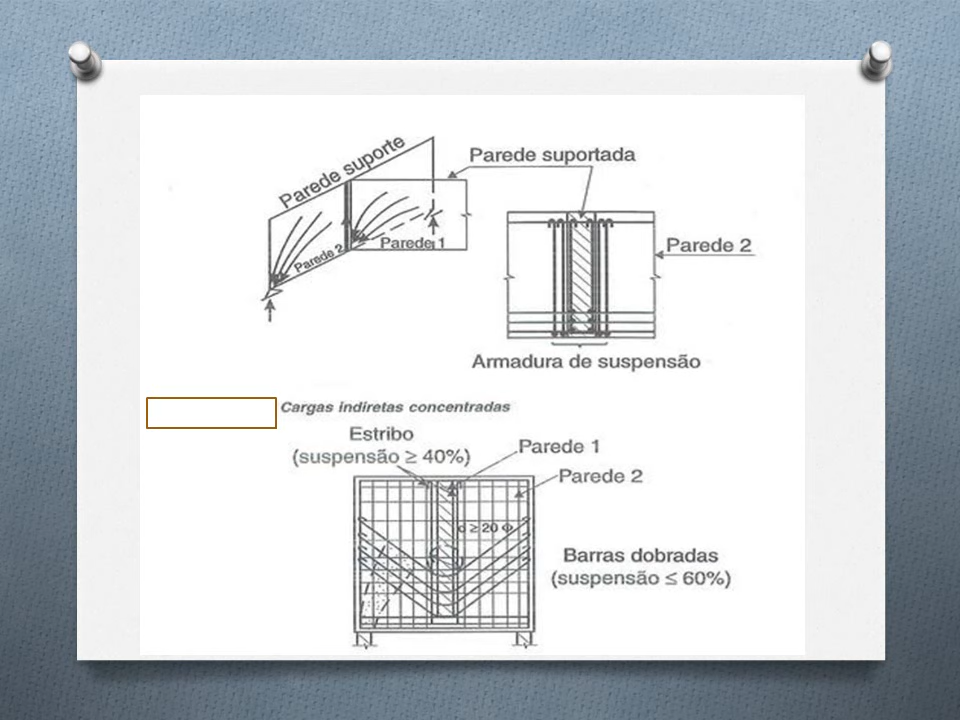 Parede suporte
Parede suportada
Parede 2
Parede 1
Parede 2
Armadura de suspensão
Cargas indiretas concentradas
Estribo
(suspensão ≥ 40%)
Parede 1
Parede 2
≥ 20 Φ
Barras dobradas
(suspensão ≤ 60%)